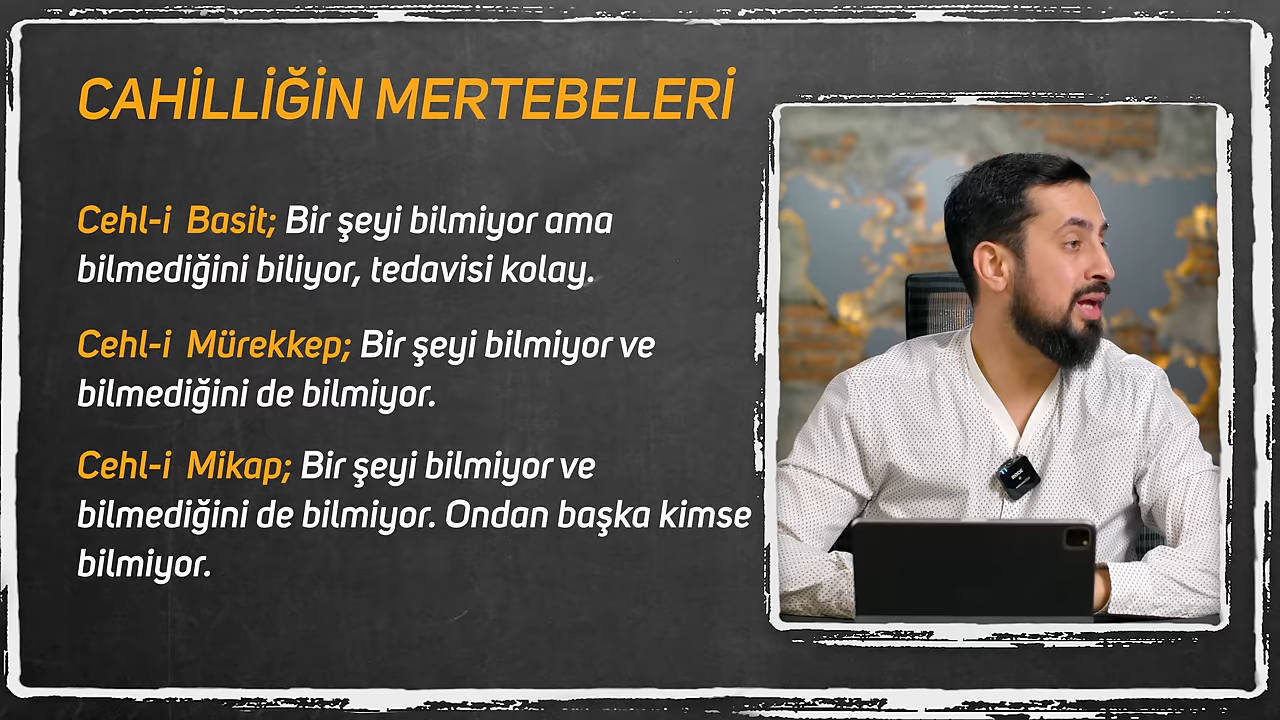 CAHİLLİĞİN MERTEBELERİ
Cehl-i Basit; Bir şeyi bilmiyor ama
bilmediğini biliyor, tedavisi kolay.
Cehl-i Mürekkep; Bir şeyi bilmiyor ve
bilmediğini de bilmiyor.
Cehl-i Mikap; Bir şeyi bilmiyor ve
bilmediğini de bilmiyor. Ondan başka kimse
bilmiyor.